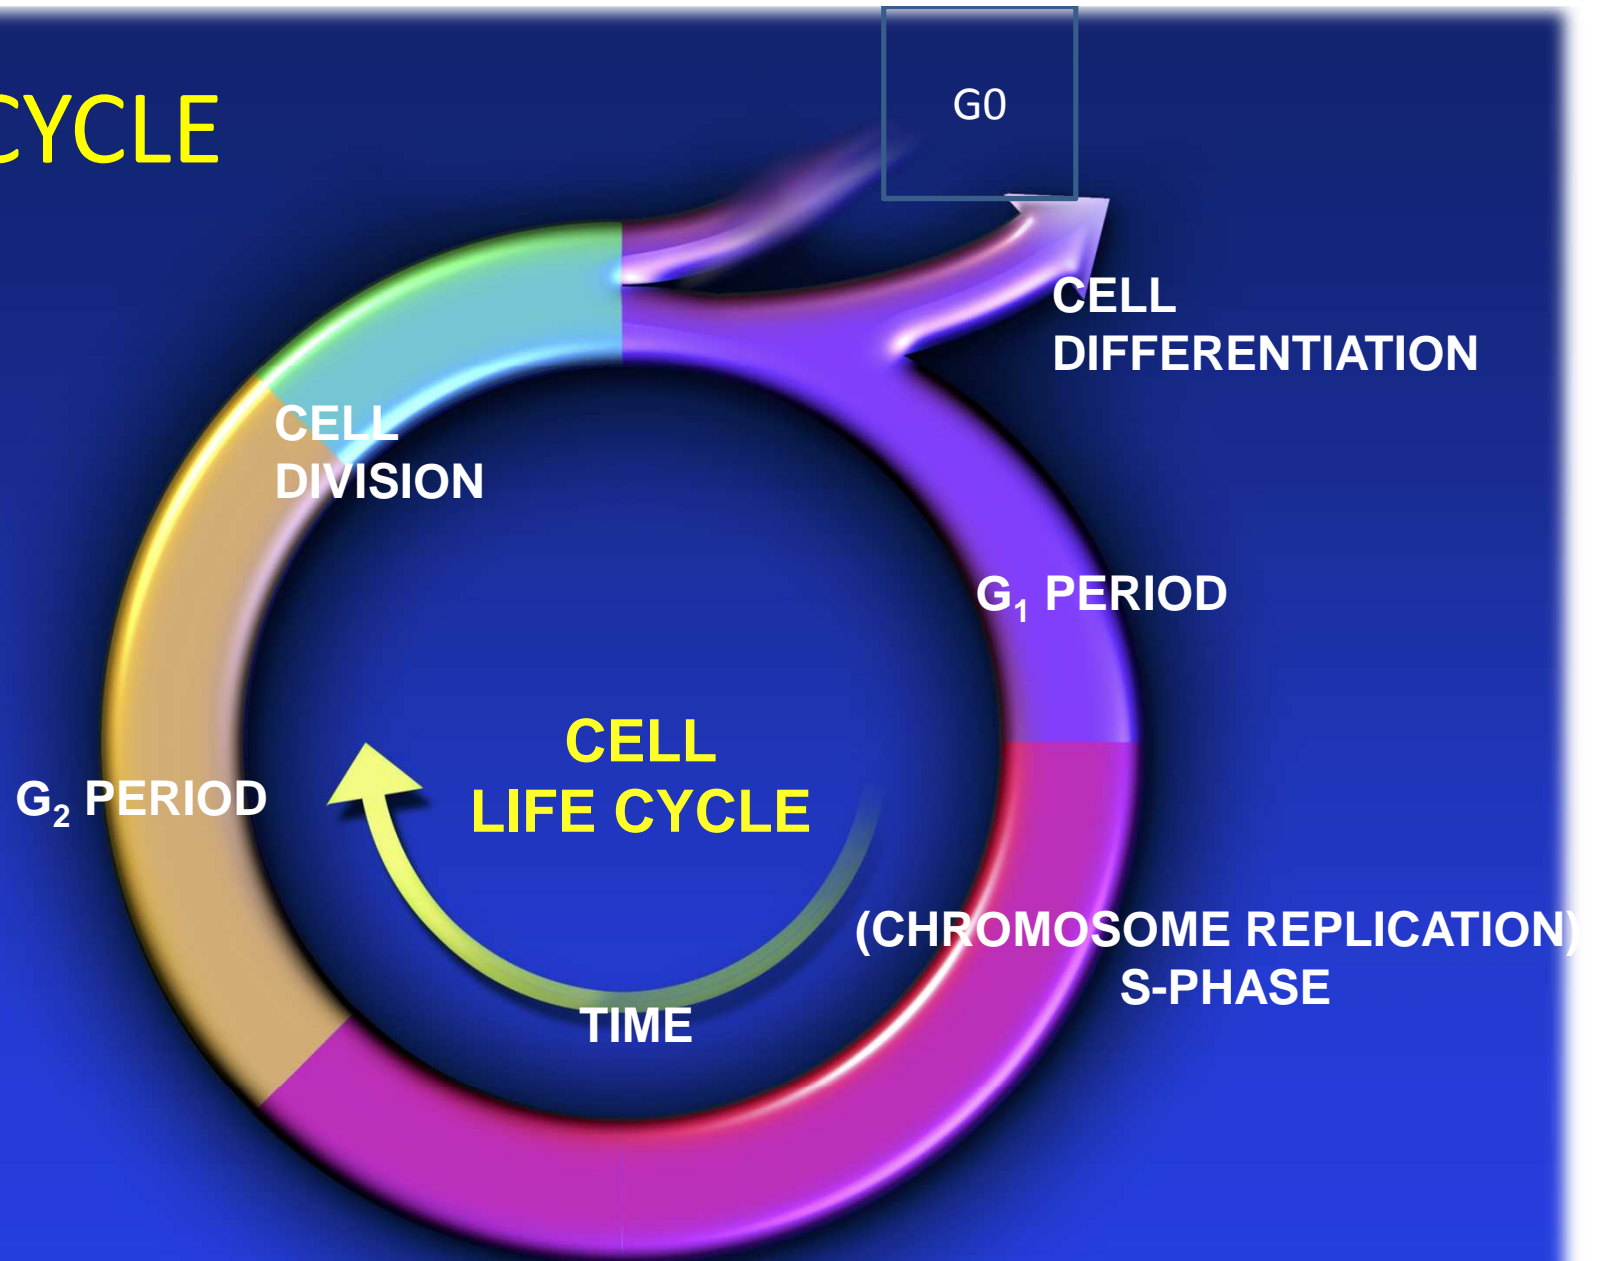 CYCLE
G0
CELL
DIFFERENTIATION
CELL
DIVISION
G₁ PERIOD
CELL
LIFE CYCLE
G₂ PERIOD
(CHROMOSOME REPLICATION)
S-PHASE
TIME